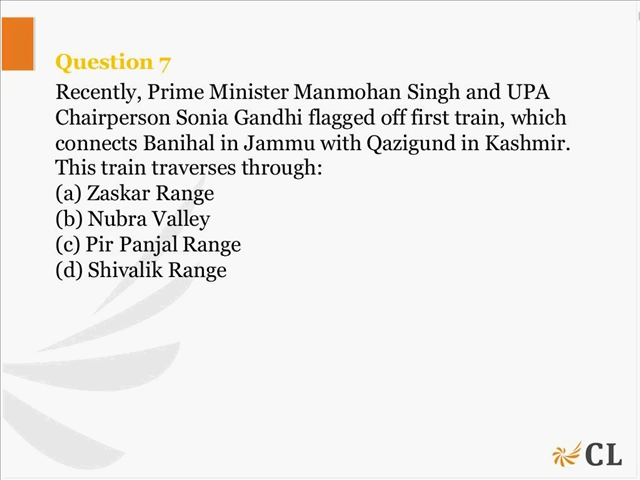 Question 7
Recently, Prime Minister Manmohan Singh and UPA
Chairperson Sonia Gandhi flagged off first train, which
connects Banihal in Jammu with Qazigund in Kashmir.
This train traverses through:
(a) Zaskar Range
(b) Nubra Valley
(c) Pir Panjal Range
(d) Shivalik Range
CL